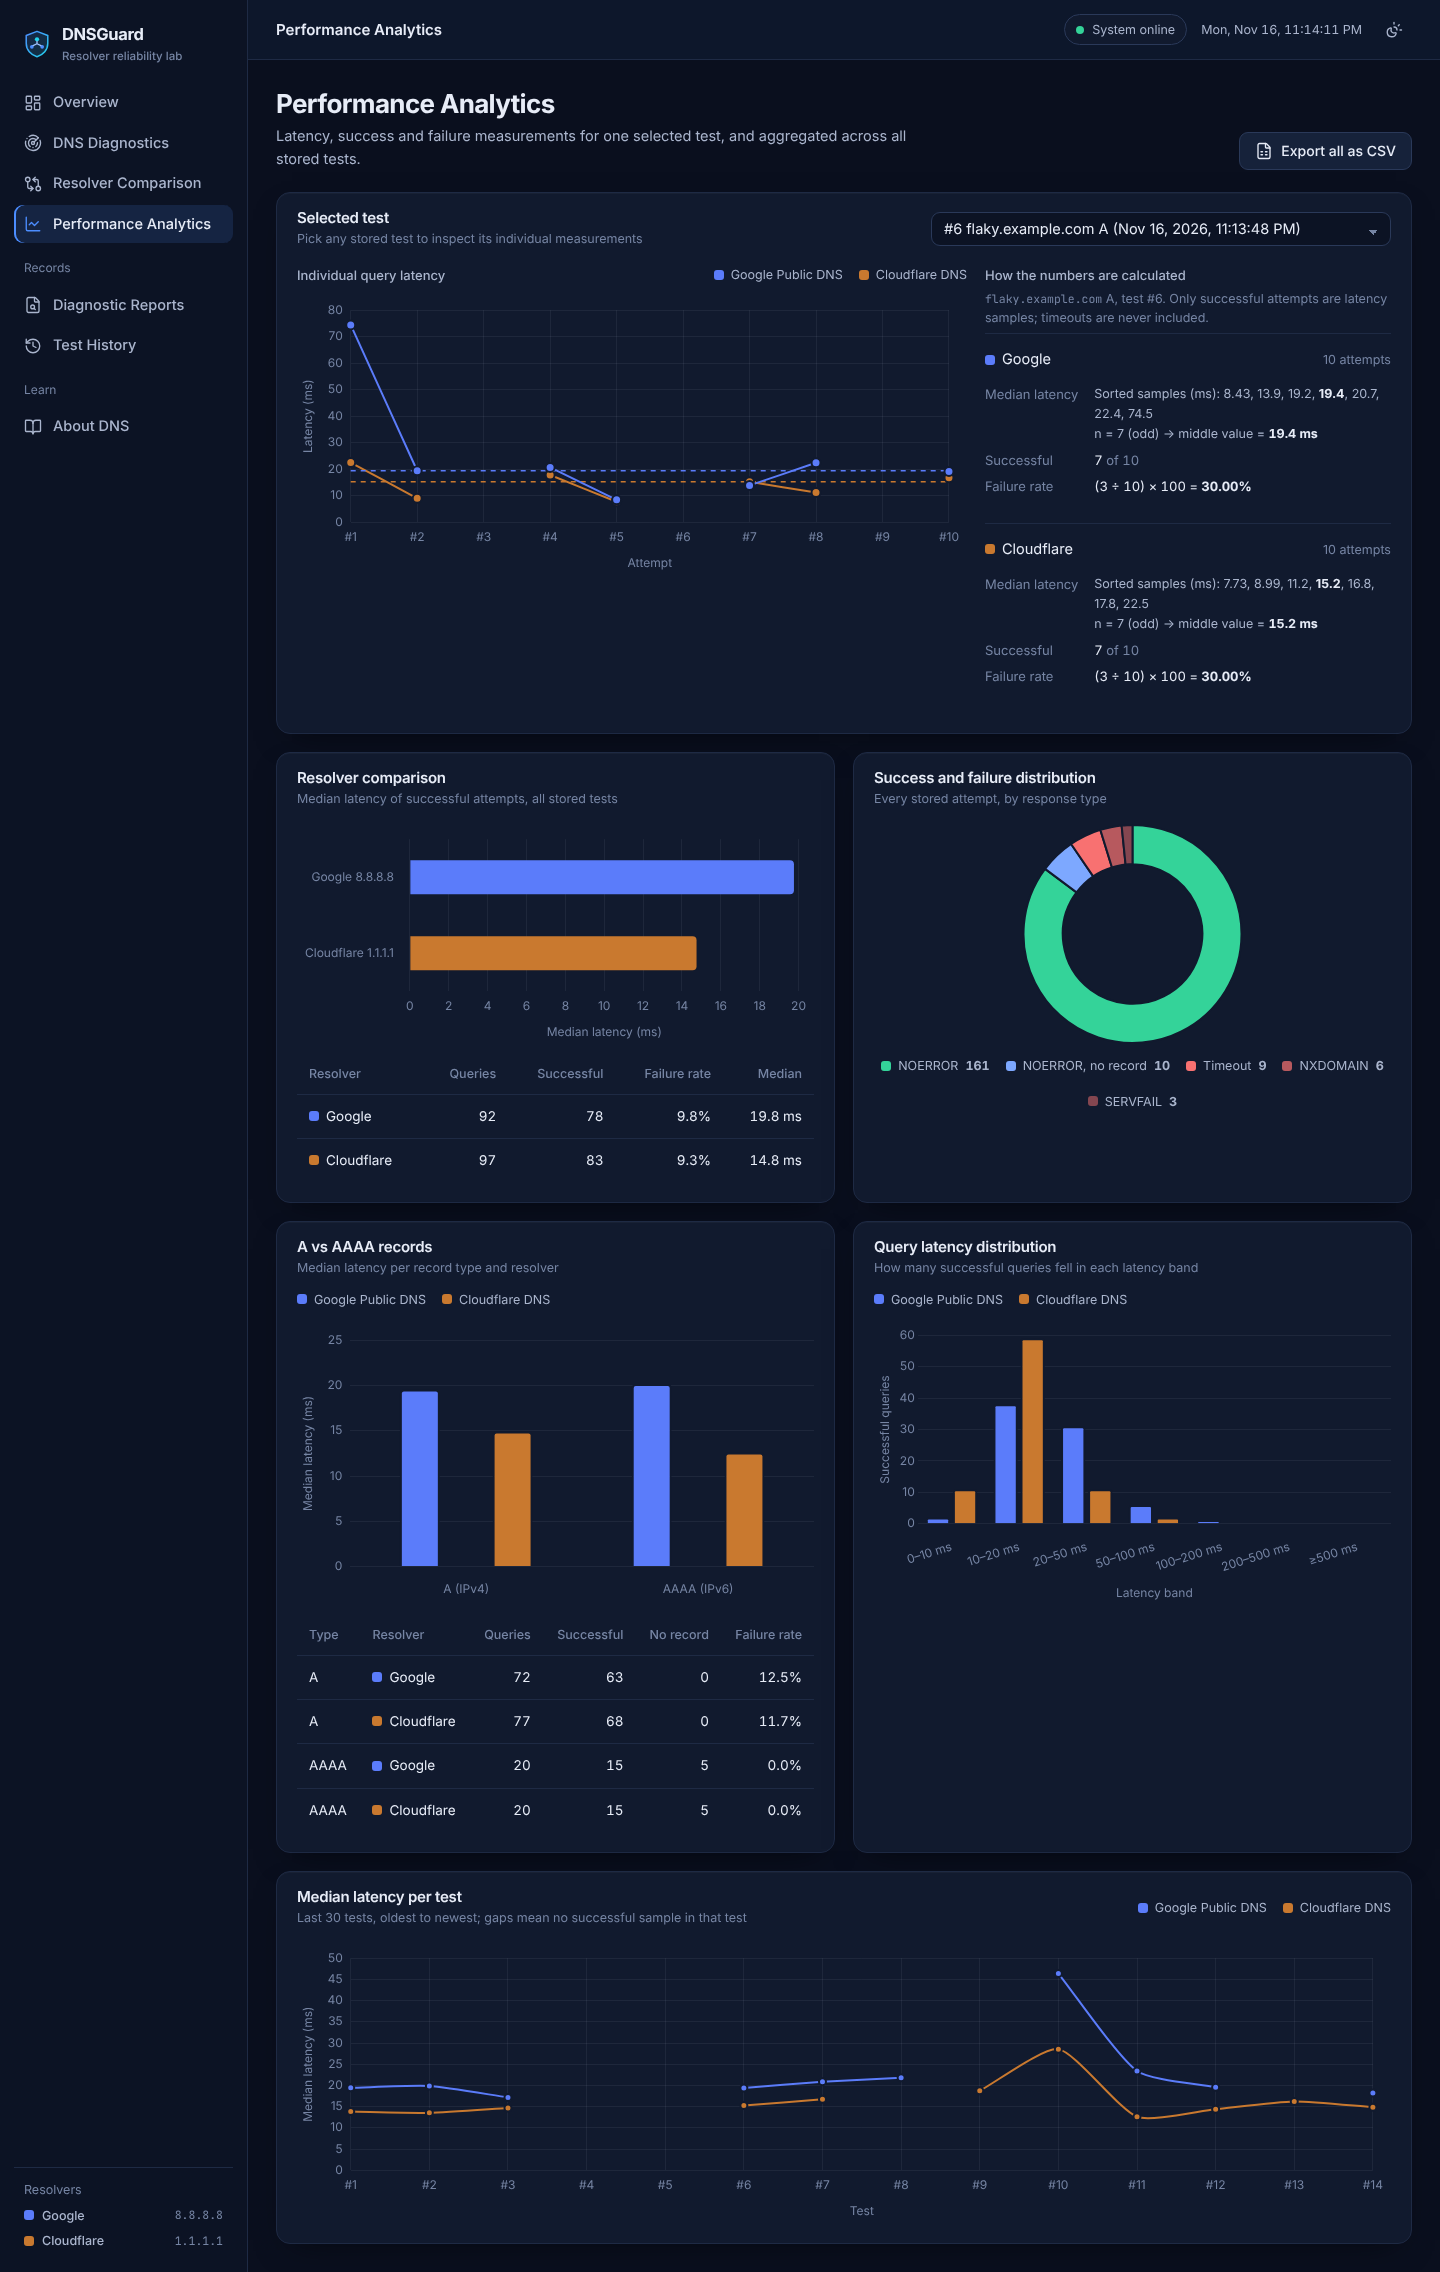 DNSGuard
Resolver reliability lab
Overview
DNS Diagnostics
Resolver Comparison
Performance Analytics
Records
Diagnostic Reports
Test History
Learn
About DNS
Resolvers
Google 8.8.8.8
Cloudflare 1.1.1.1
Performance Analytics
System online
Mon, Nov 16, 11:14:11 PM
Performance Analytics
Latency, success and failure measurements for one selected test, and aggregated across all
stored tests.
Export all as CSV
Selected test
Pick any stored test to inspect its individual measurements
#6 flaky.example.com A (Nov 16, 2026, 11:13:48 PM)
Individual query latency
Google Public DNS Cloudflare DNS
Latency (ms)
80
70
60
50
40
30
20
10
0
#1 #2 #3 #4 #5 #6 #7 #8 #9 #10
Attempt
How the numbers are calculated
flaky.example.com A, test #6. Only successful attempts are latency
samples; timeouts are never included.
Google 10 attempts
Median latency Sorted samples (ms): 8.43, 13.9, 19.2, 19.4, 20.7,
22.4, 74.5
n = 7 (odd) → middle value = 19.4 ms
Successful 7 of 10
Failure rate (3 ÷ 10) × 100 = 30.00%
Cloudflare 10 attempts
Median latency Sorted samples (ms): 7.73, 8.99, 11.2, 15.2, 16.8,
17.8, 22.5
n = 7 (odd) → middle value = 15.2 ms
Successful 7 of 10
Failure rate (3 ÷ 10) × 100 = 30.00%
Resolver comparison
Median latency of successful attempts, all stored tests
Google 8.8.8.8
Cloudflare 1.1.1.1
0 2 4 6 8 10 12 14 16 18 20
Median latency (ms)
Resolver Queries Successful Failure rate Median
Google 92 78 9.8% 19.8 ms
Cloudflare 97 83 9.3% 14.8 ms
Success and failure distribution
Every stored attempt, by response type
NOERROR 161 NOERROR, no record 10 Timeout 9 NXDOMAIN 6
SERVFAIL 3
A vs AAAA records
Median latency per record type and resolver
Google Public DNS Cloudflare DNS
Median latency (ms)
25
20
15
10
5
0
A (IPv4) AAAA (IPv6)
Type Resolver Queries Successful No record Failure rate
A Google 72 63 0 12.5%
A Cloudflare 77 68 0 11.7%
AAAA Google 20 15 5 0.0%
AAAA Cloudflare 20 15 5 0.0%
Query latency distribution
How many successful queries fell in each latency band
Google Public DNS Cloudflare DNS
Successful queries
60
50
40
30
20
10
0
0–10 ms 10–20 ms 20–50 ms 50–100 ms 100–200 ms 200–500 ms ≥500 ms
Latency band
Median latency per test
Last 30 tests, oldest to newest; gaps mean no successful sample in that test
Google Public DNS Cloudflare DNS
Median latency (ms)
50
45
40
35
30
25
20
15
10
5
0
#1 #2 #3 #4 #5 #6 #7 #8 #9 #10 #11 #12 #13 #14
Test